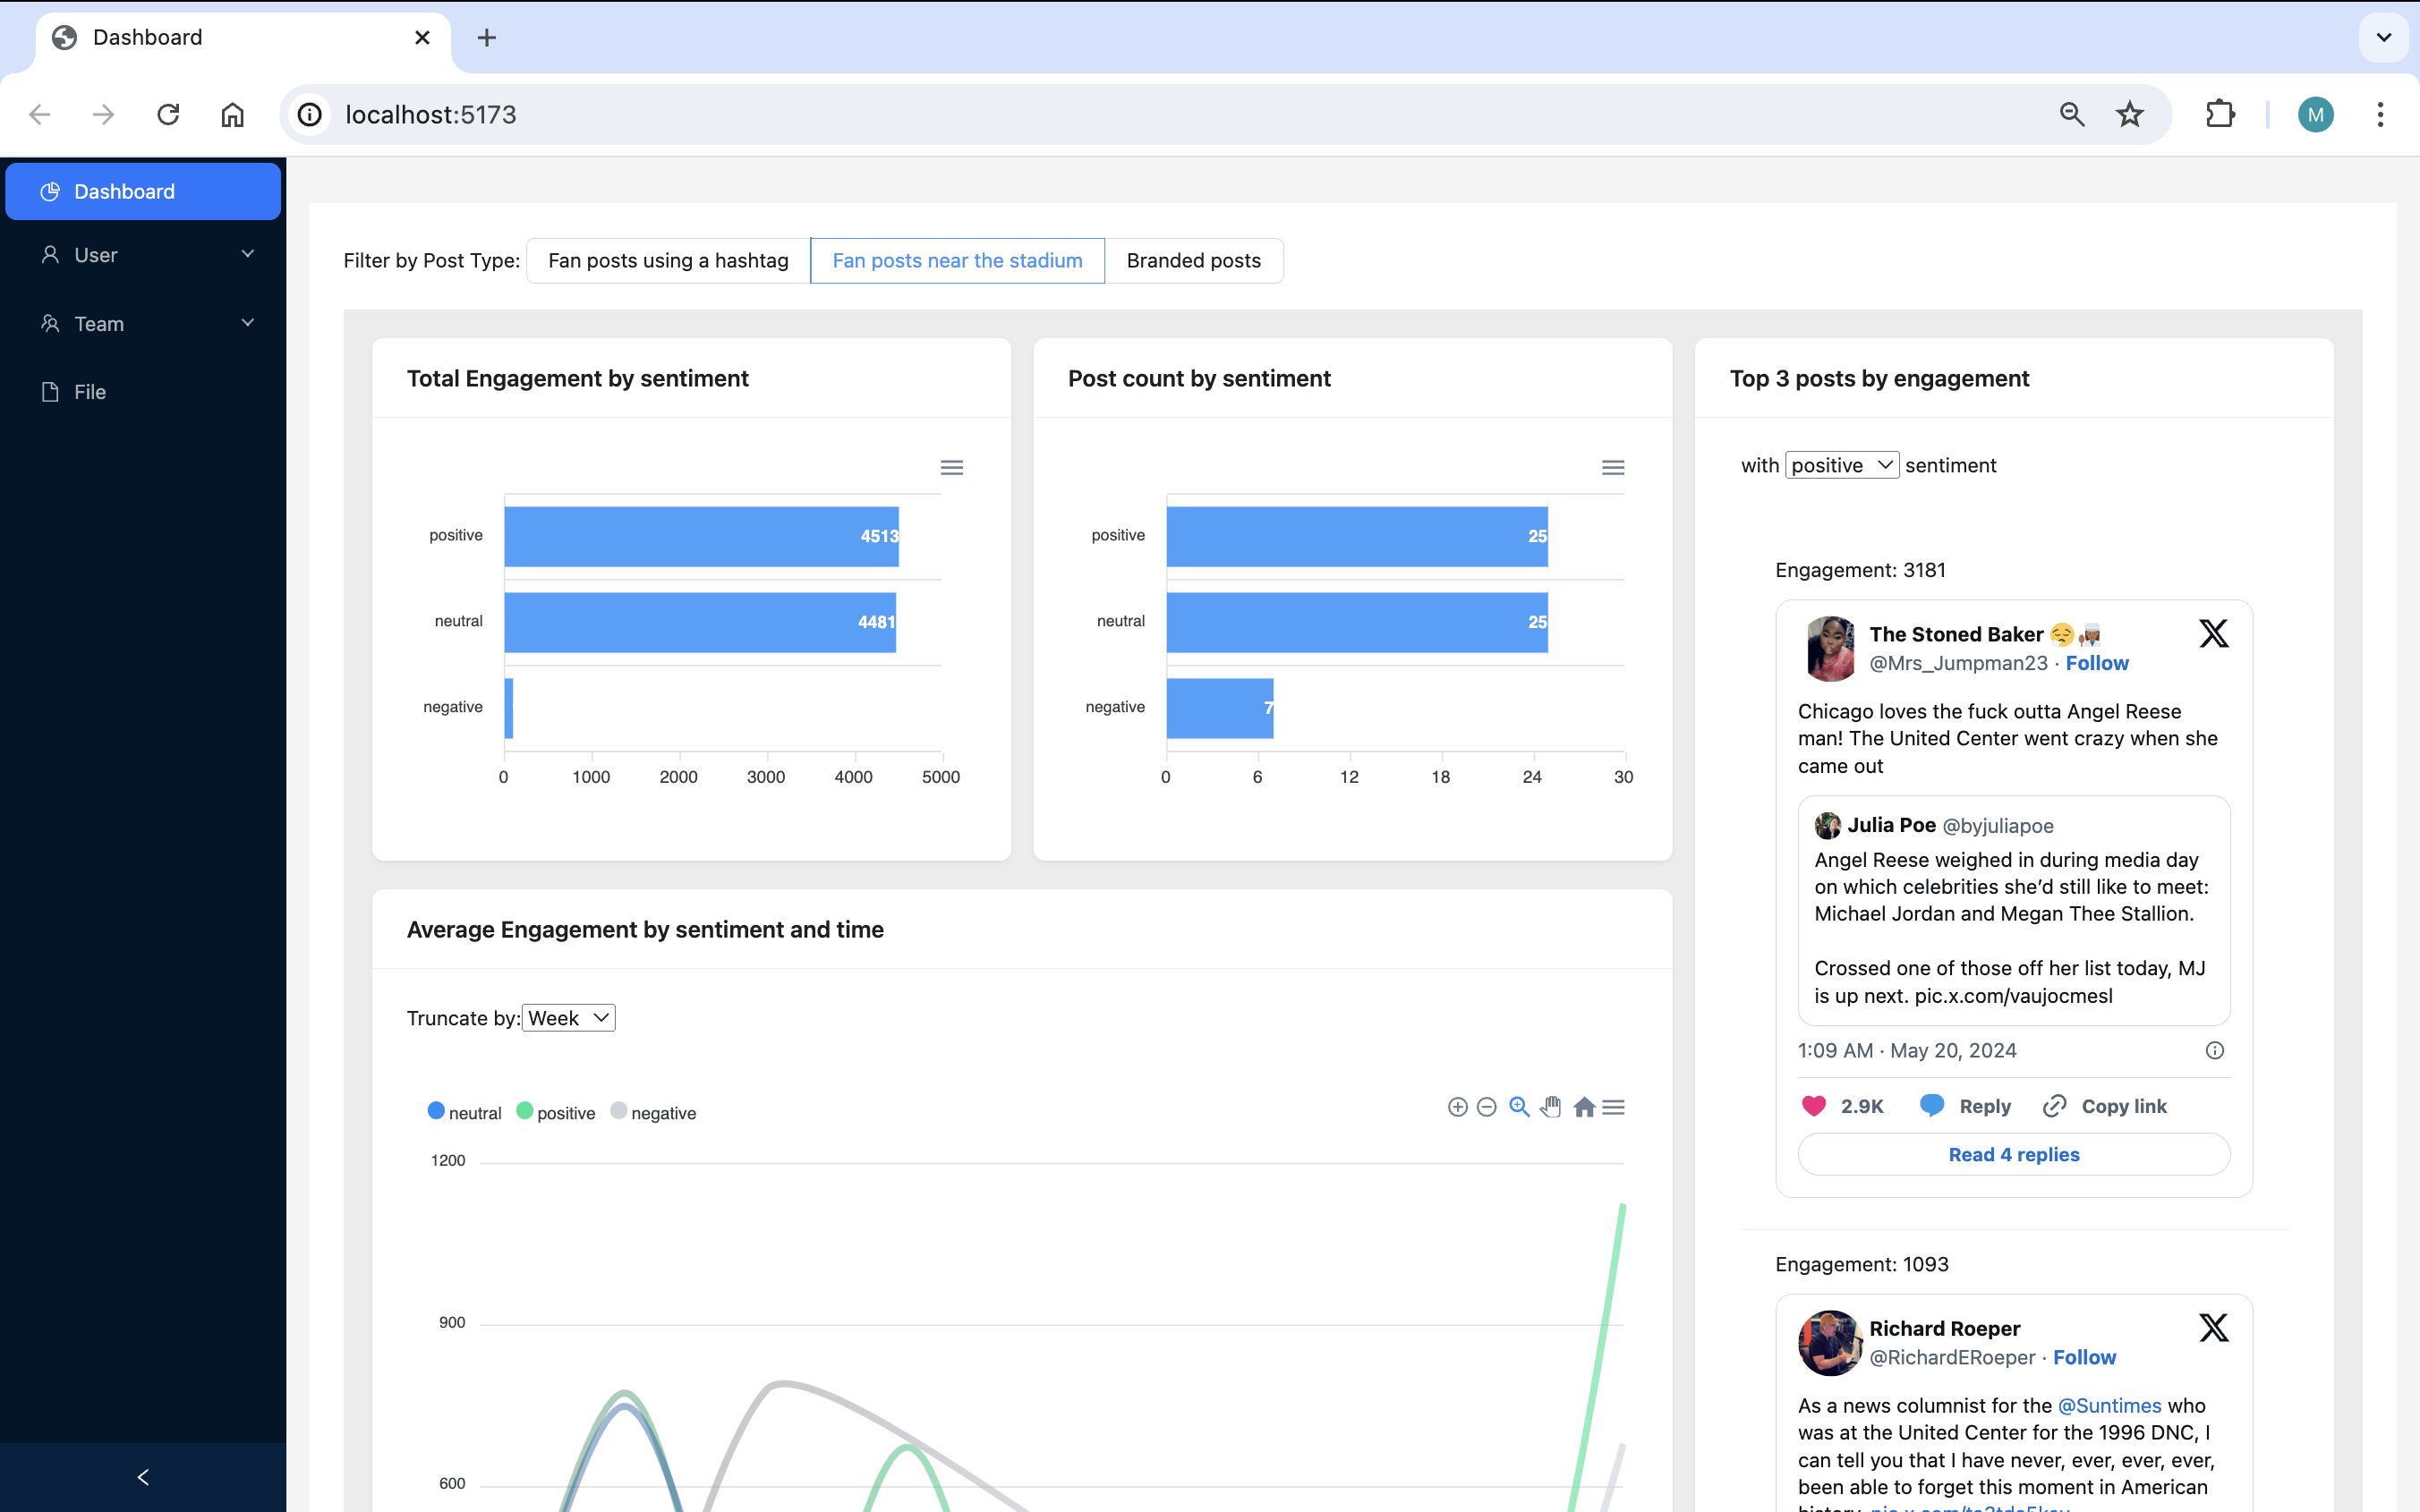 Dashboard
localhost:5173
M
Dashboard
User
Team
File
Filter by Post Type:
Fan posts using a hashtag
Fan posts near the stadium
Branded posts
Total Engagement by sentiment
positive
4513
neutral
4481
negative
0 1000 2000 3000 4000 5000
Post count by sentiment
positive
25
neutral
25
negative
7
0 6 12 18 24 30
Average Engagement by sentiment and time
Truncate by: Week
neutral positive negative
1200
900
600
Top 3 posts by engagement
with positive sentiment
Engagement: 3181
The Stoned Baker
@Mrs_Jumpman23 · Follow
Chicago loves the fuck outta Angel Reese
man! The United Center went crazy when she
came out
Julia Poe @byjuliapoe
Angel Reese weighed in during media day
on which celebrities she’d still like to meet:
Michael Jordan and Megan Thee Stallion.
Crossed one of those off her list today, MJ
is up next. pic.x.com/vaujocmesl
1:09 AM · May 20, 2024
2.9K Reply Copy link
Read 4 replies
Engagement: 1093
Richard Roeper
@RichardERoeper · Follow
As a news columnist for the @Suntimes who
was at the United Center for the 1996 DNC, I
can tell you that I have never, ever, ever, ever,
been able to forget this moment in American
history.